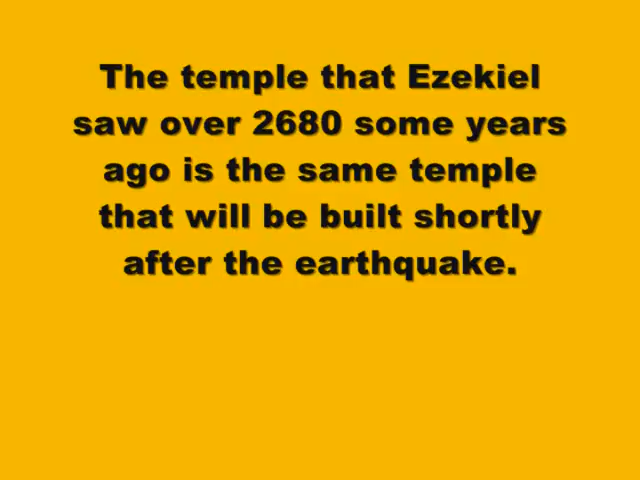 The temple that Ezekiel
saw over 2680 some years
ago is the same temple
that will be built shortly
after the earthquake.